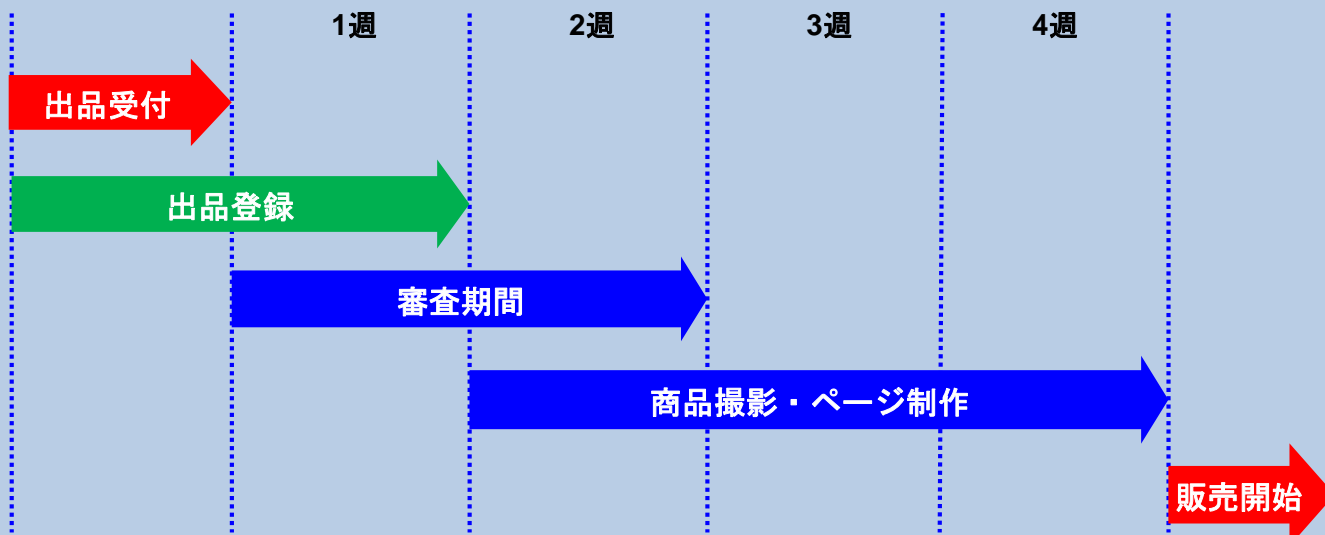 1週
2週
3週
4週
出品受付
出品登録
審査期間
商品撮影・ページ制作
販売開始